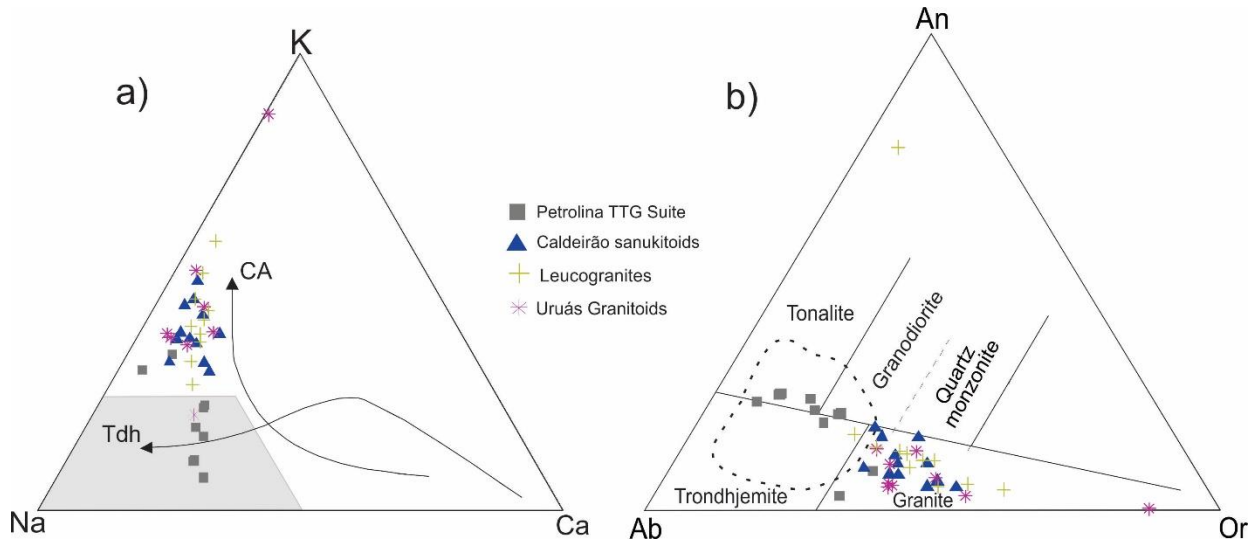 a)
K
CA
Tdh
Na
Ca
Petrolina TTG Suite
Caldeirão sanukitoids
Leucogranites
Uruás Granitoids
b)
An
Tonalite
Granodiorite
Quartz
monzonite
Trondhjemite
Granite
Ab
Or